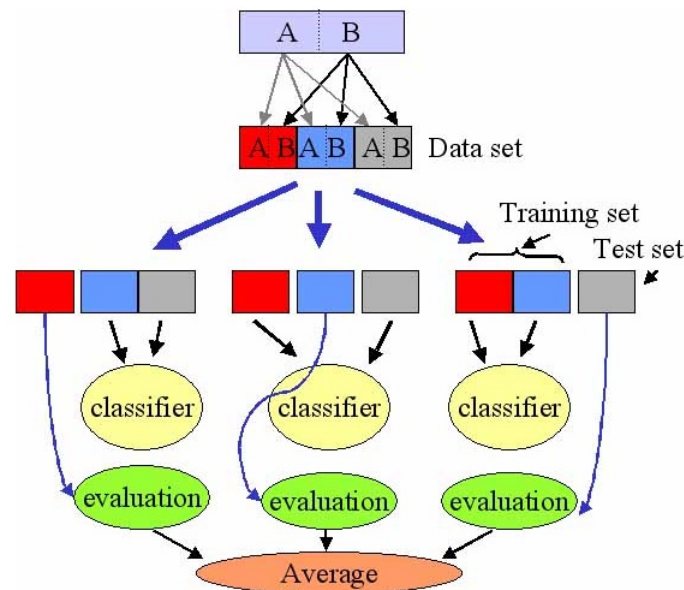 A B
A B A B A B Data set
Training set
Test set
classifier classifier classifier
evaluation evaluation evaluation
Average